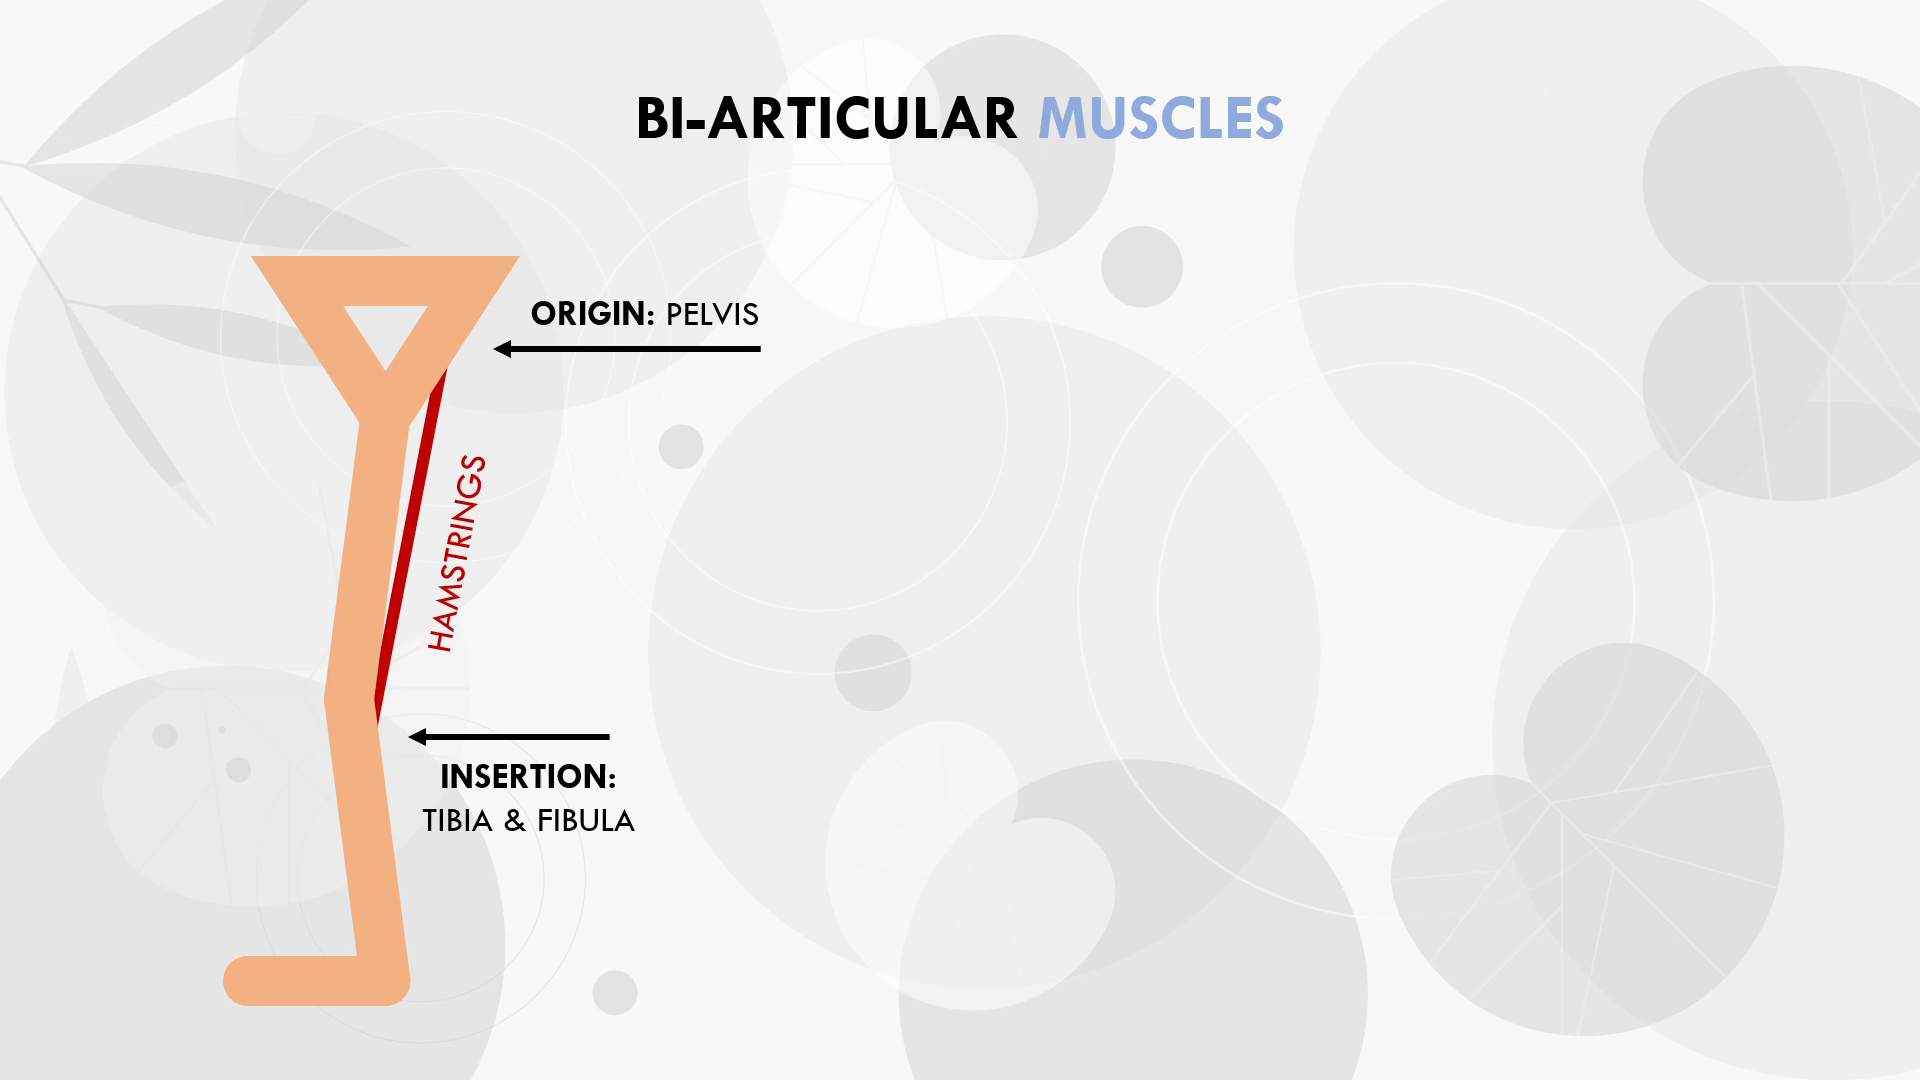 BI-ARTICULAR MUSCLES
ORIGIN: PELVIS
HAMSTRINGS
INSERTION:
TIBIA & FIBULA